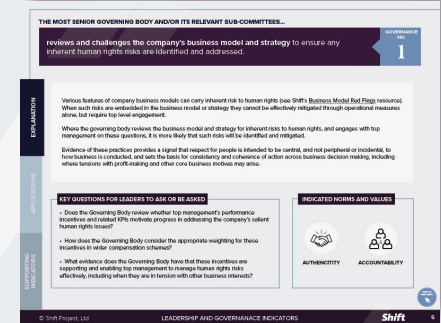 THE MOST SENIOR GOVERNING BODY AND/OR ITS RELEVANT SUB-COMMITTEES...
GOVERNANCE
NO.
1
reviews and challenges the company's business model and strategy to ensure any
inherent human rights risks are identified and addressed.
EXPLANATION
Various features of company business models can carry inherent risk to human rights (see Shift's Business Model Red Flags resource).
When such risks are embedded in the business model or strategy they cannot be effectively mitigated through operational measures
alone, but require top level engagement.
Where the governing body reviews the business model and strategy for inherent risks to human rights, and engages with top
management on these questions, it is more likely that such risks will be identified and mitigated.
Evidence of these practices provides a signal that respect for people is intended to be central, and not peripheral or incidental, to
how business is conducted, and sets the basis for consistency and coherence of action across business decision making, including
where tensions with profit-making and other core business motives may arise.
APPLICATIONS
SUPPORTING
INDICATORS
KEY QUESTIONS FOR LEADERS TO ASK OR BE ASKED
• Does the Governing Body review whether top management's performance
incentives and related KPIs motivate progress in addressing the company's salient
human rights issues?
• How does the Governing Body consider the appropriate weighting for these
incentives in wider compensation schemes?
• What evidence does the Governing Body have that these incentives are
supporting and enabling top management to manage human rights risks
effectively, including when they are in tension with other business interests?
INDICATED NORMS AND VALUES
AUTHENCITITY
ACCOUNTABILITY
© Shift Project, Ltd
LEADERSHIP AND GOVERNANANCE INDICATORS
Shift
5